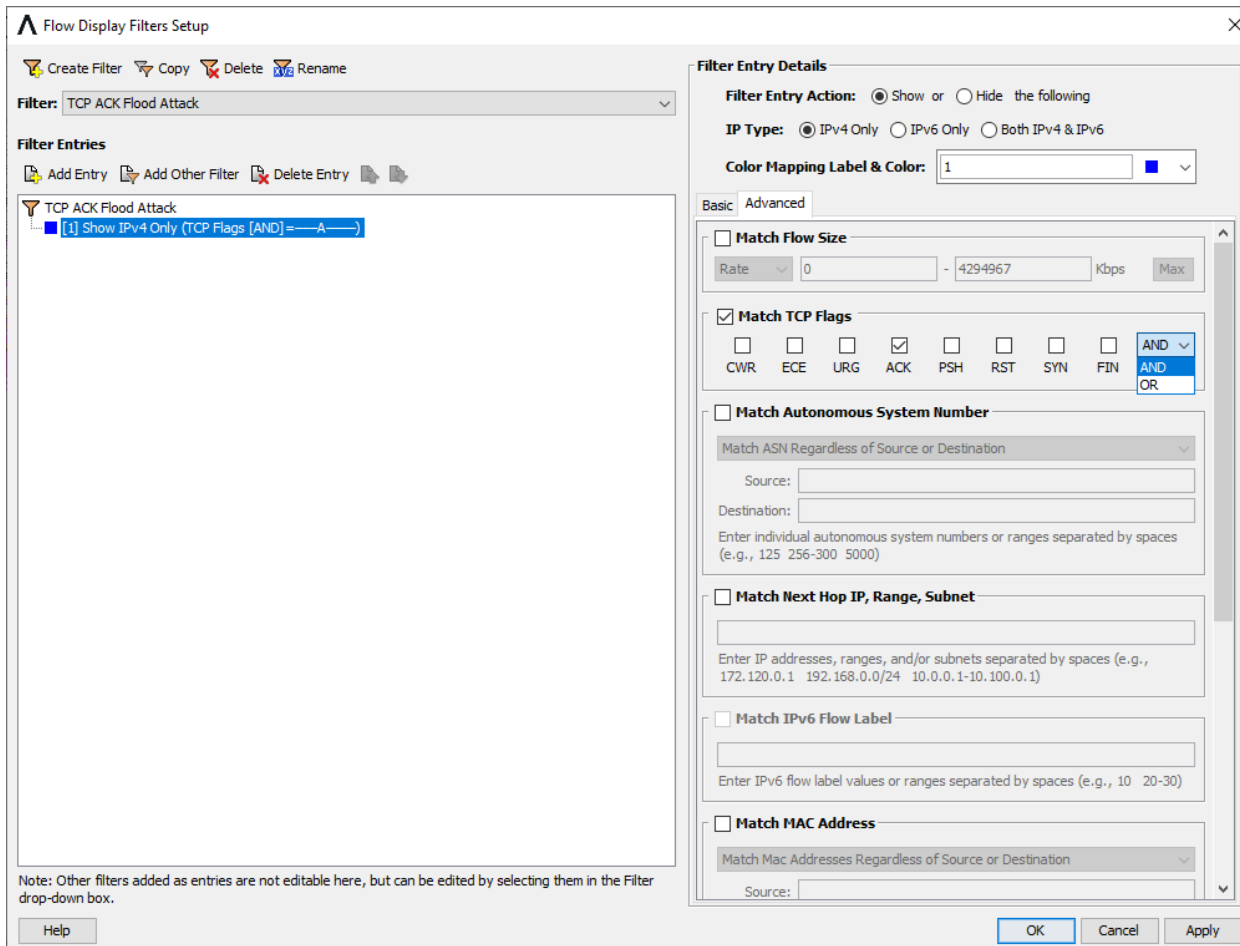 Flow Display Filters Setup
Create Filter Copy Delete Rename
Filter: TCP ACK Flood Attack
Filter Entries
Add Entry Add Other Filter Delete Entry
TCP ACK Flood Attack
[1] Show IPv4 Only (TCP Flags [AND]=——A——)
Note: Other filters added as entries are not editable here, but can be edited by selecting them in the Filter
drop-down box.
Filter Entry Details
Filter Entry Action: Show or Hide the following
IP Type: IPv4 Only IPv6 Only Both IPv4 & IPv6
Color Mapping Label & Color: 1
Basic Advanced
Match Flow Size
Rate 0 - 4294967 Kbps Max
Match TCP Flags
AND
CWR ECE URG ACK PSH RST SYN FIN AND
OR
Match Autonomous System Number
Match ASN Regardless of Source or Destination
Source:
Destination:
Enter individual autonomous system numbers or ranges separated by spaces
(e.g., 125 256-300 5000)
Match Next Hop IP, Range, Subnet
Enter IP addresses, ranges, and/or subnets separated by spaces (e.g.,
172.120.0.1 192.168.0.0/24 10.0.0.1-10.100.0.1)
Match IPv6 Flow Label
Enter IPv6 flow label values or ranges separated by spaces (e.g., 10 20-30)
Match MAC Address
Match Mac Addresses Regardless of Source or Destination
Source:
Help OK Cancel Apply